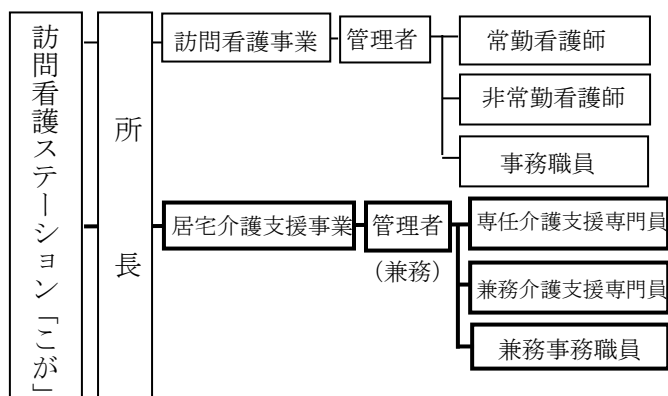 訪問看護ステーション「こが」
所長
訪問看護事業
管理者
常勤看護師
非常勤看護師
事務職員
居宅介護支援事業
管理者
（兼務）
専任介護支援専門員
兼務介護支援専門員
兼務事務職員